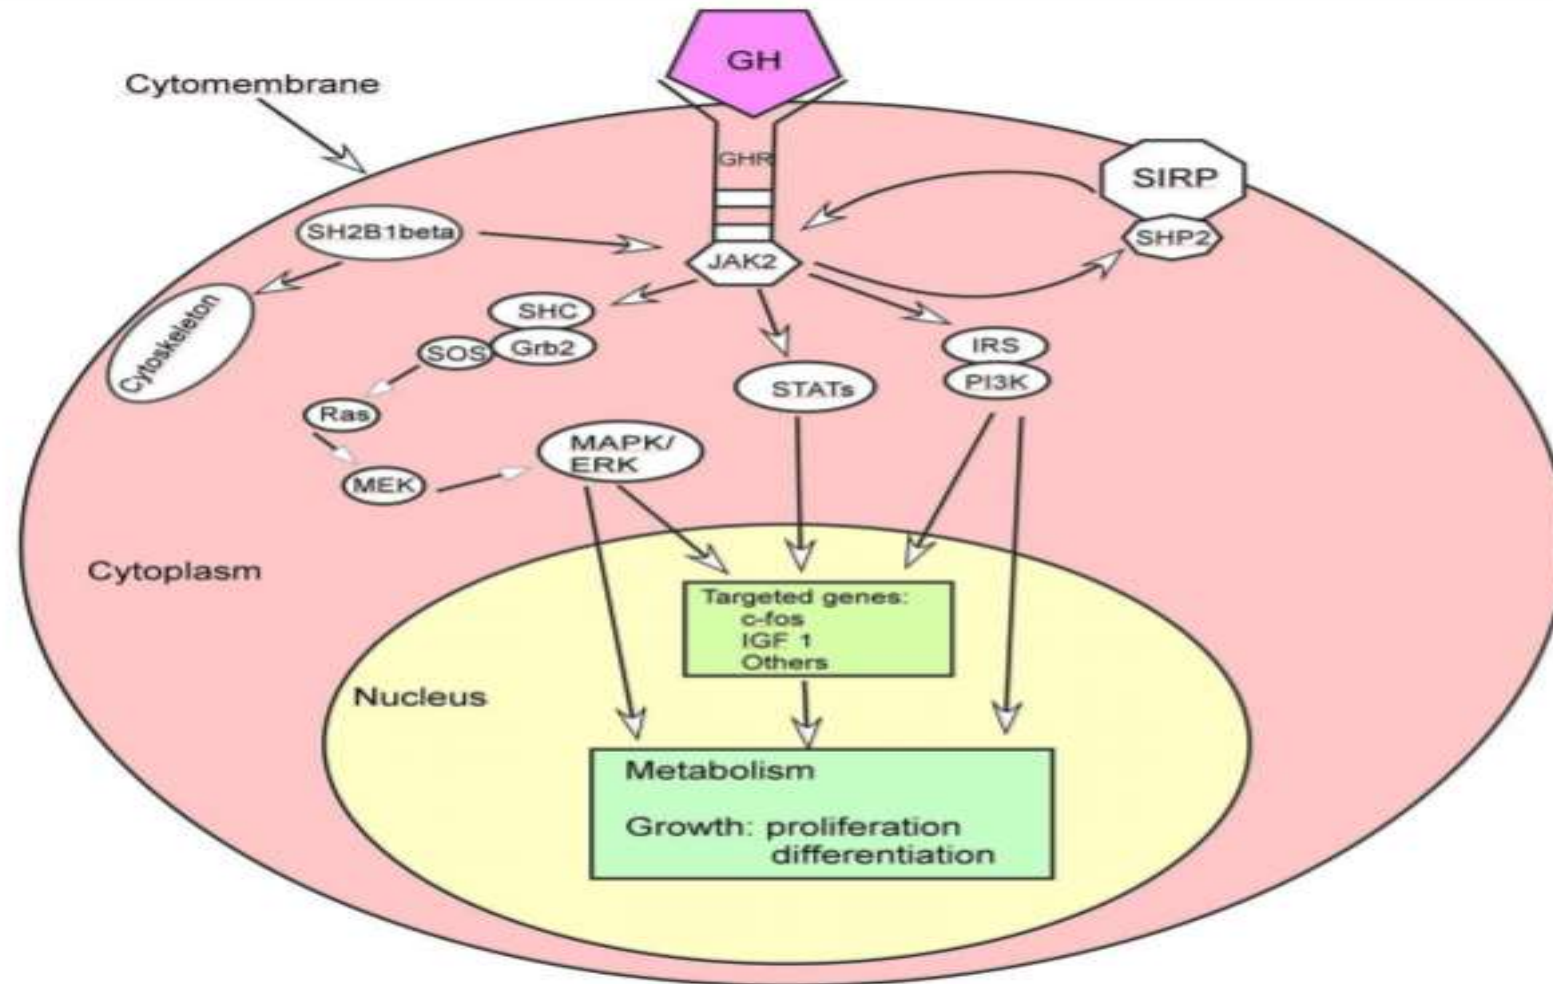 GH
Cytomembrane
GHR
SIRP
SH2B1beta
SHP2
JAK2
Cytoskeleton
SHC
SOS
Grb2
IRS
PI3K
STATs
Ras
MAPK/
ERK
MEK
Cytoplasm
Targeted genes:
c-fos
IGF 1
Others
Nucleus
Metabolism
Growth: proliferation
differentiation